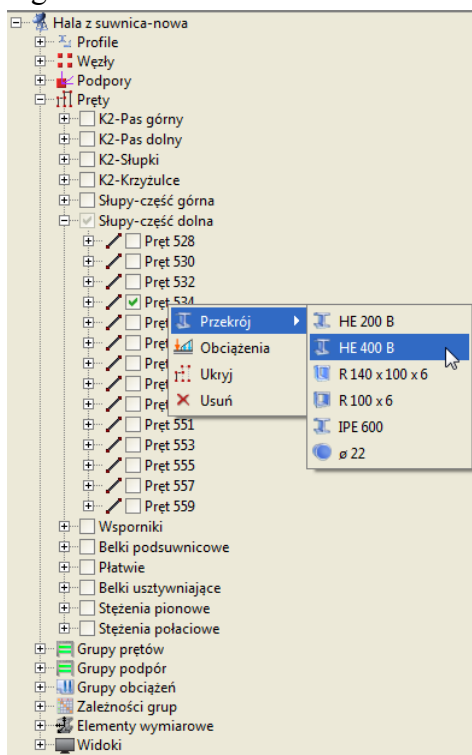 Hala z suwnica-nowa
Profile
Węzły
Podpory
Pręty
K2-Pas górny
K2-Pas dolny
K2-Słupki
K2-Krzyżulce
Słupy-część górna
Słupy-część dolna
Pręt 528
Pręt 530
Pręt 532
Pręt 534
Przekrój
HE 200 B
Obciążenia
HE 400 B
Ukryj
R 140 x 100 x 6
Usuń
R 100 x 6
Pręt 551
IPE 600
Pręt 553
ø 22
Pręt 555
Pręt 557
Pręt 559
Wsporniki
Belki podsuwnicowe
Płatwie
Belki usztywniające
Stężenia pionowe
Stężenia połaciowe
Grupy prętów
Grupy podpór
Grupy obciążeń
Zależności grup
Elementy wymiarowe
Widoki